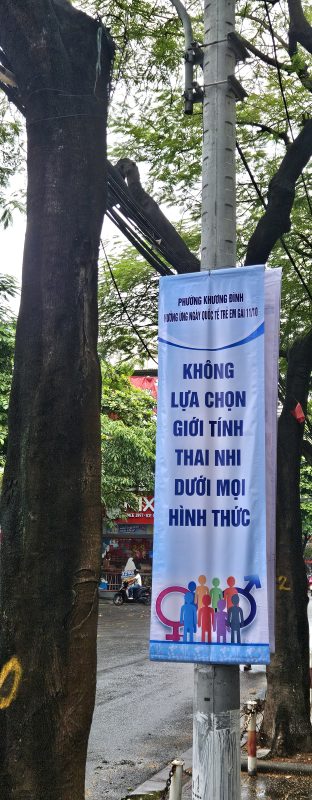 PHƯỜNG KHƯƠNG ĐÌNH
HƯỞNG ỨNG NGÀY QUỐC TẾ TRẺ EM GÁI 11/10
KHÔNG
LỰA CHỌN
GIỚI TÍNH
THAI NHI
DƯỚI MỌI
HÌNH THỨC
2